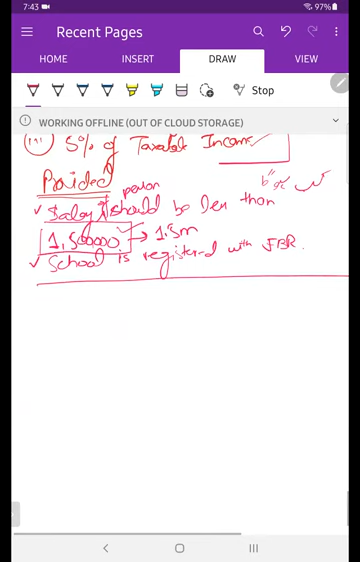 7:43 97%
Recent Pages
HOME INSERT DRAW VIEW
Stop
WORKING OFFLINE (OUT OF CLOUD STORAGE)
(iii) 5% of Taxable Income
Provided
person
Salary should be less than
1,500000 → 1.5m
School is registered with FBR.